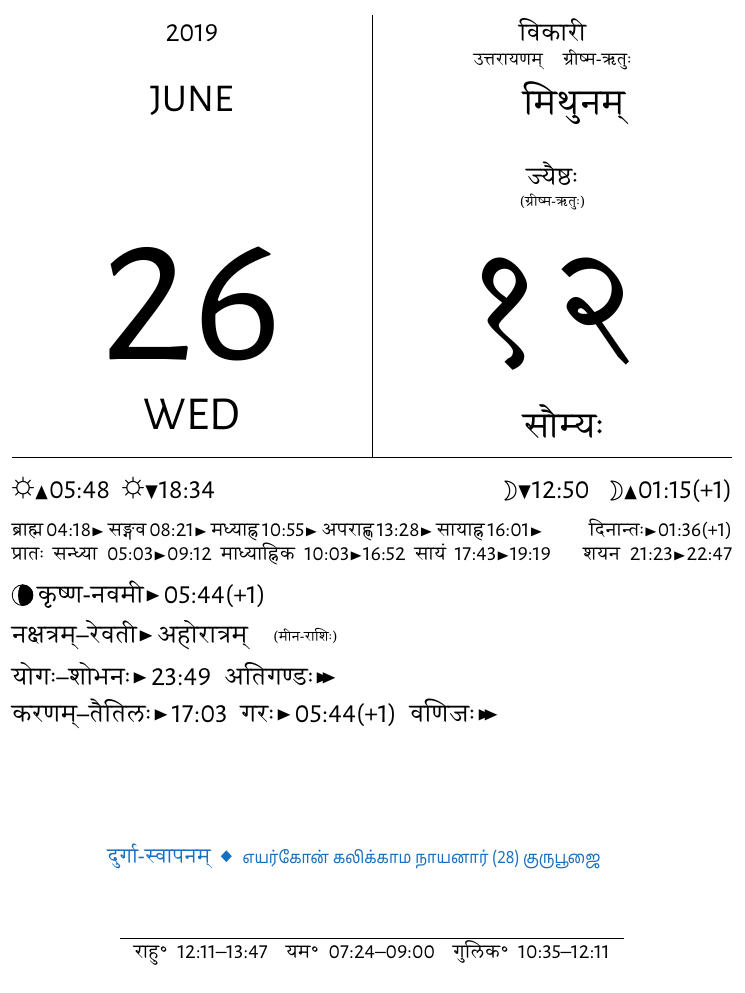 2019
JUNE
26
WED
विकारी
उत्तरायणम् ग्रीष्म-ऋतुः
मिथुनम्
ज्यैष्ठः
(ग्रीष्म-ऋतुः)
१२
सौम्यः
☼▲05:48 ☼▼18:34 ☽▼12:50 ☽▲01:15(+1)
ब्राह्म 04:18► सङ्गव 08:21► मध्याह्न 10:55► अपराह्ण 13:28► सायाह्न 16:01► दिनान्तः►01:36(+1)
प्रातः सन्ध्या 05:03►09:12 माध्याह्निक 10:03►16:52 सायं 17:43►19:19 शयन 21:23►22:47
कृष्ण-नवमी► 05:44(+1)
नक्षत्रम्–रेवती► अहोरात्रम् (मीन-राशिः)
योगः–शोभनः► 23:49 अतिगण्डः►►
करणम्–तैतिलः►17:03 गरः► 05:44(+1) वणिजः►►
दुर्गा-स्वापनम् ◆ எயர்கோன் கலிக்காம நாயனார் (28) குருபூஜை
राहु॰ 12:11–13:47 यम॰ 07:24–09:00 गुलिक॰ 10:35–12:11